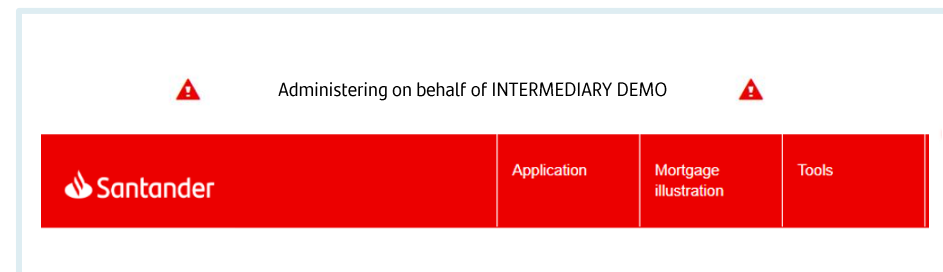 Administering on behalf of INTERMEDIARY DEMO
Santander
Application
Mortgage
illustration
Tools